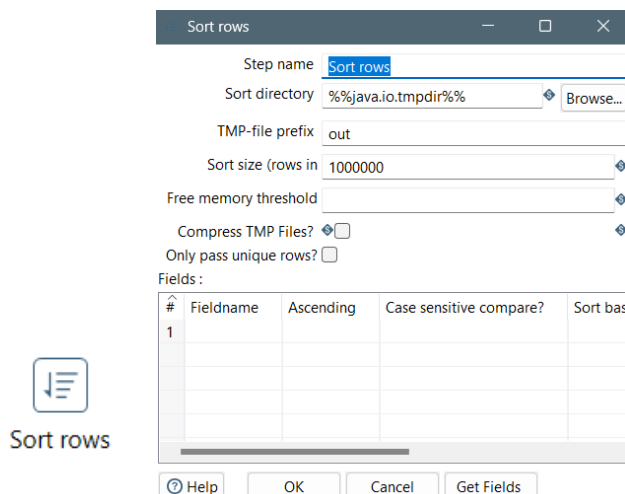 Sort rows
Step name Sort rows
Sort directory %%java.io.tmpdir%% Browse...
TMP-file prefix out
Sort size (rows in 1000000
Free memory threshold
Compress TMP Files?
Only pass unique rows?
Fields :
# Fieldname Ascending Case sensitive compare? Sort bas
1
Sort rows
Help OK Cancel Get Fields